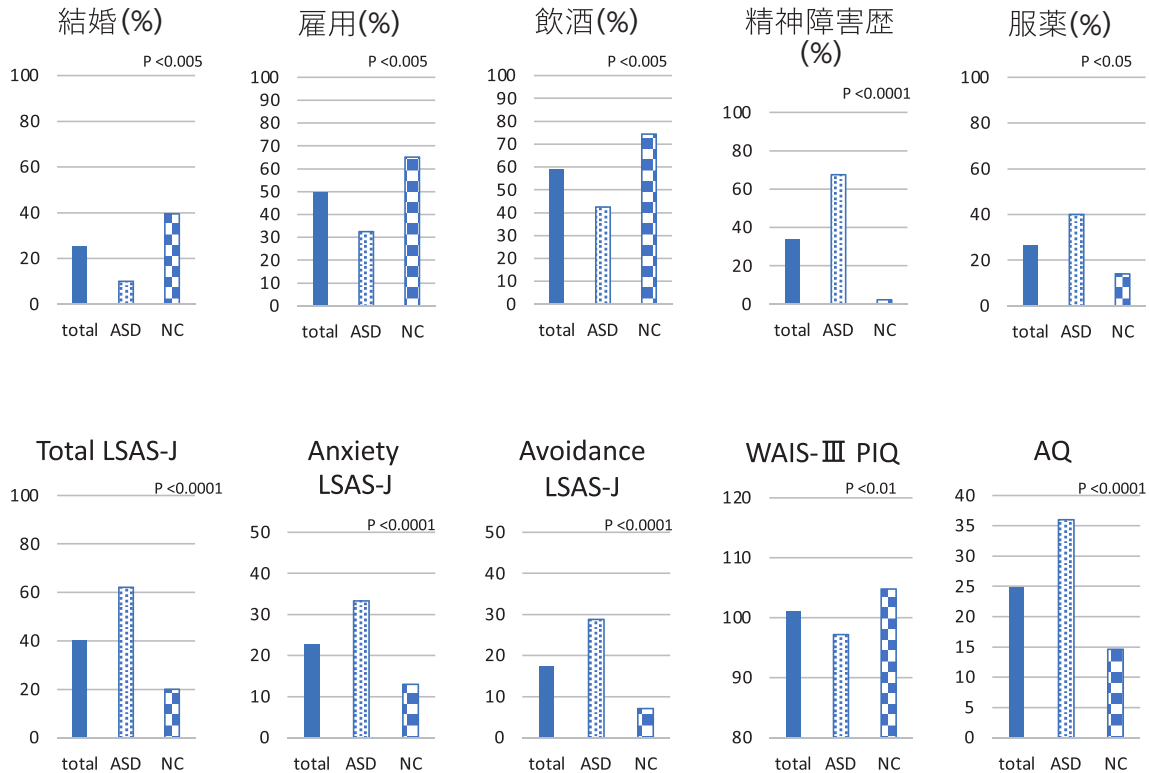 結婚(%)
P <0.005
100
80
60
40
20
0
total ASD NC
雇用(%)
P <0.005
100
90
80
70
60
50
40
30
20
10
0
total ASD NC
飲酒(%)
P <0.005
100
90
80
70
60
50
40
30
20
10
0
total ASD NC
精神障害歴
(%)
P <0.0001
100
80
60
40
20
0
total ASD NC
服薬(%)
P <0.05
100
80
60
40
20
0
total ASD NC
Total LSAS-J
P <0.0001
100
80
60
40
20
0
total ASD NC
Anxiety
LSAS-J
P <0.0001
50
40
30
20
10
0
total ASD NC
Avoidance
LSAS-J
P <0.0001
50
40
30
20
10
0
total ASD NC
WAIS-Ⅲ PIQ
P <0.01
120
110
100
90
80
total ASD NC
AQ
P <0.0001
40
35
30
25
20
15
10
5
0
total ASD NC